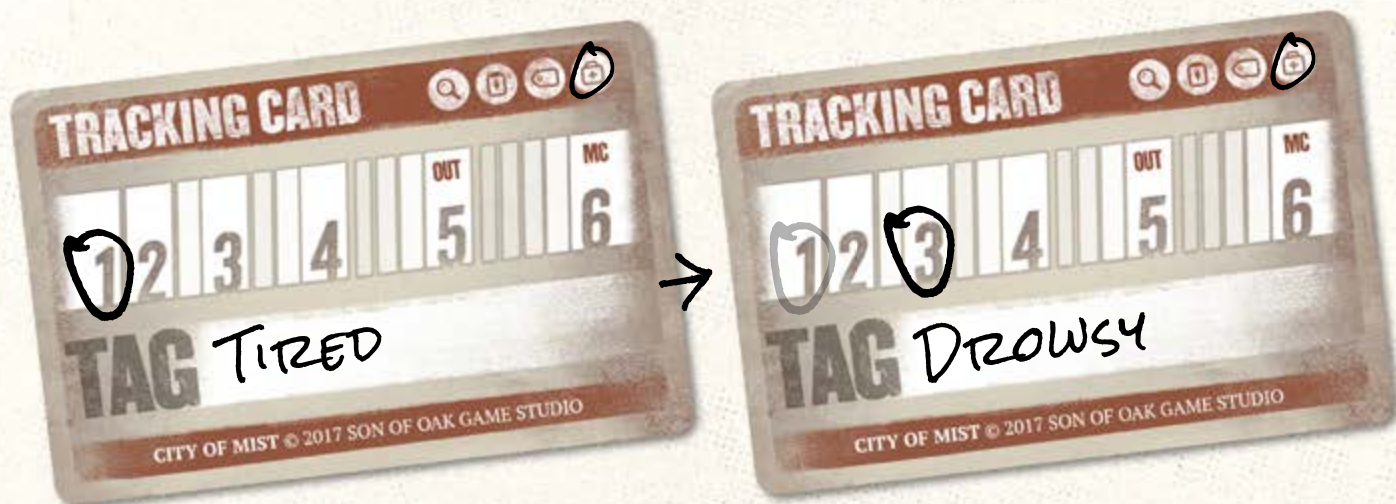 TRACKING CARD
OUT
MC
1 2 3 4 5 6
TAG TIRED
CITY OF MIST © 2017 SON OF OAK GAME STUDIO
TRACKING CARD
OUT
MC
1 2 3 4 5 6
TAG DROWSY
CITY OF MIST © 2017 SON OF OAK GAME STUDIO